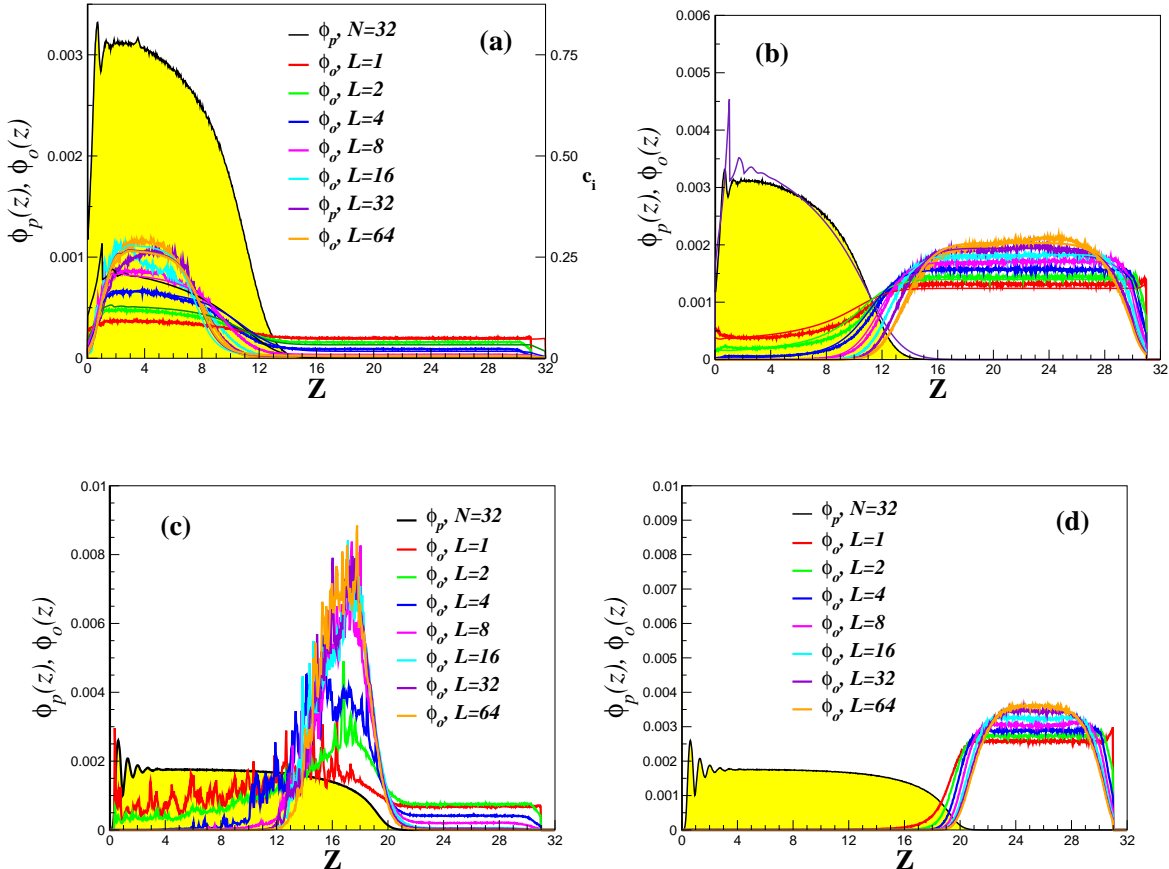 (a)
ϕp(z), ϕo(z)
0.003
0.002
0.001
0
0.75
0.50
0.25
0
ci
ϕp, N=32
ϕo, L=1
ϕo, L=2
ϕo, L=4
ϕo, L=8
ϕo, L=16
ϕp, L=32
ϕo, L=64
0 4 8 12 16 20 24 28 32
Z
(b)
ϕp(z), ϕo(z)
0.006
0.005
0.004
0.003
0.002
0.001
0
0 4 8 12 16 20 24 28 32
Z
(c)
ϕp(z), ϕo(z)
0.01
0.008
0.006
0.004
0.002
0
ϕp, N=32
ϕo, L=1
ϕo, L=2
ϕo, L=4
ϕo, L=8
ϕo, L=16
ϕo, L=32
ϕo, L=64
0 4 8 12 16 20 24 28 32
Z
(d)
ϕp(z), ϕo(z)
0.01
0.009
0.008
0.007
0.006
0.005
0.004
0.003
0.002
0.001
0
ϕp, N=32
ϕo, L=1
ϕo, L=2
ϕo, L=4
ϕo, L=8
ϕo, L=16
ϕo, L=32
ϕo, L=64
0 4 8 12 16 20 24 28 32
Z